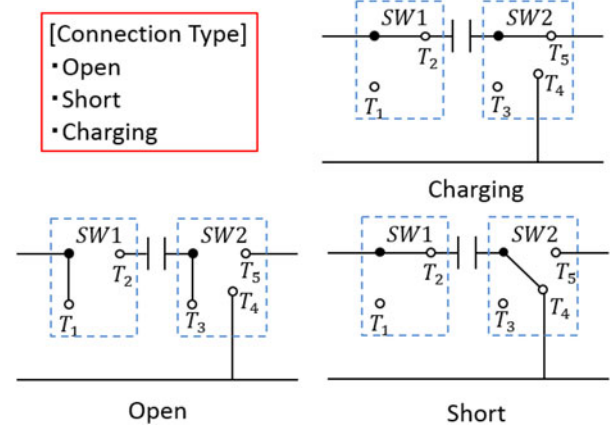 [Connection Type]
・Open
・Short
・Charging
SW1 SW2
T₂ T₅
T₁ T₃ T₄
Charging
SW1 SW2
T₂ T₅
T₁ T₃ T₄
Open
SW1 SW2
T₂ T₅
T₁ T₃ T₄
Short